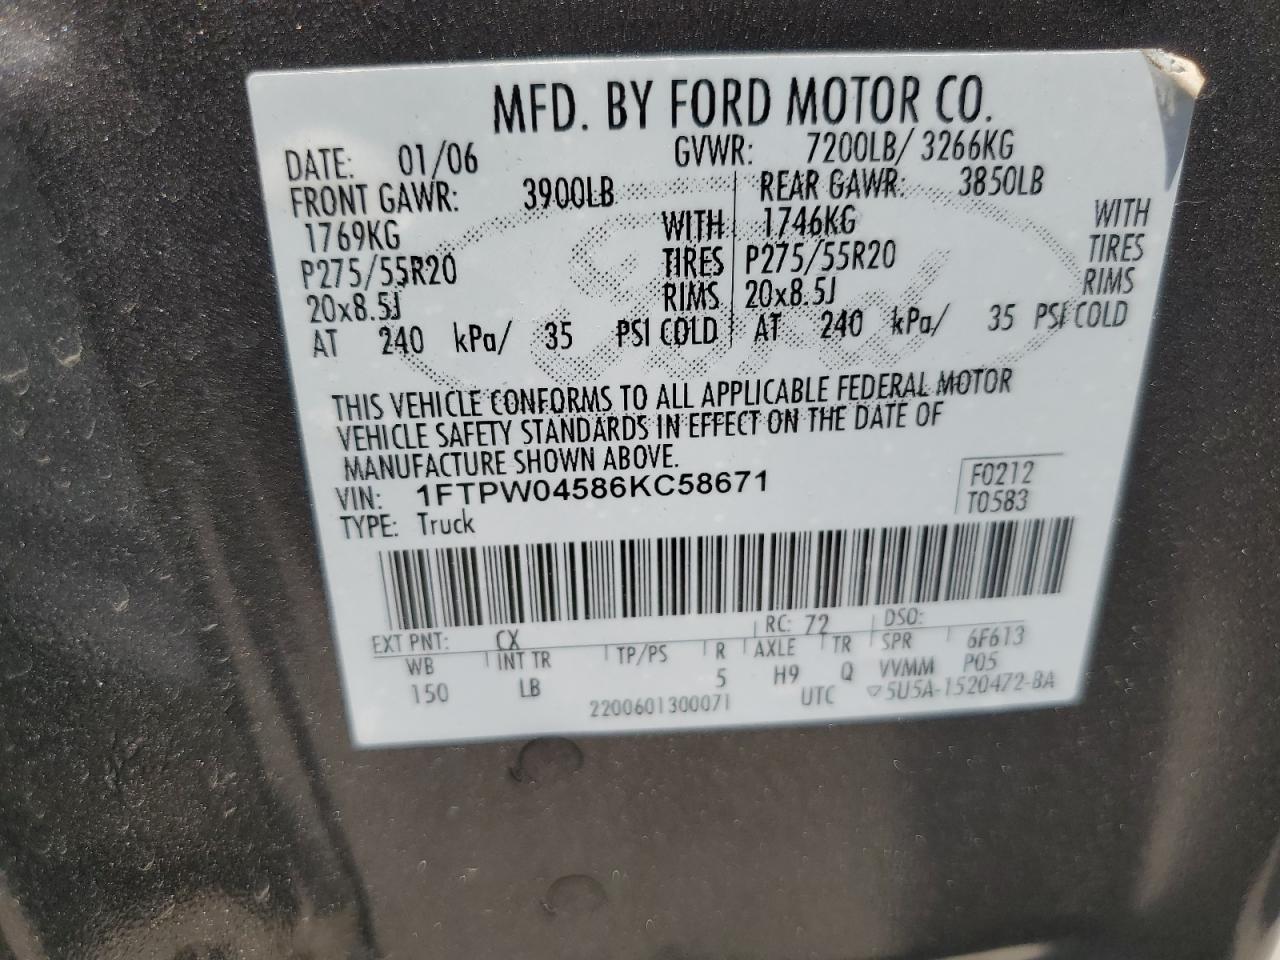 MFD. BY FORD MOTOR CO.
DATE: 01/06 GVWR: 7200LB/ 3266KG
FRONT GAWR: 3900LB REAR GAWR: 3850LB
1769KG WITH 1746KG WITH
P275/55R20 TIRES P275/55R20 TIRES
20x8.5J RIMS 20x8.5J RIMS
AT 240 kPa/ 35 PSI COLD AT 240 kPa/ 35 PSI COLD
THIS VEHICLE CONFORMS TO ALL APPLICABLE FEDERAL MOTOR
VEHICLE SAFETY STANDARDS IN EFFECT ON THE DATE OF
MANUFACTURE SHOWN ABOVE.
VIN: 1FTPW04586KC58671 F0212
TYPE: Truck T0583
EXT PNT: CX RC: 72 DSO:
WB INT TR TP/PS R AXLE TR SPR 6F613
150 LB 5 H9 Q VVMM P05
2200601300071 UTC ▽5U5A-1520472-BA